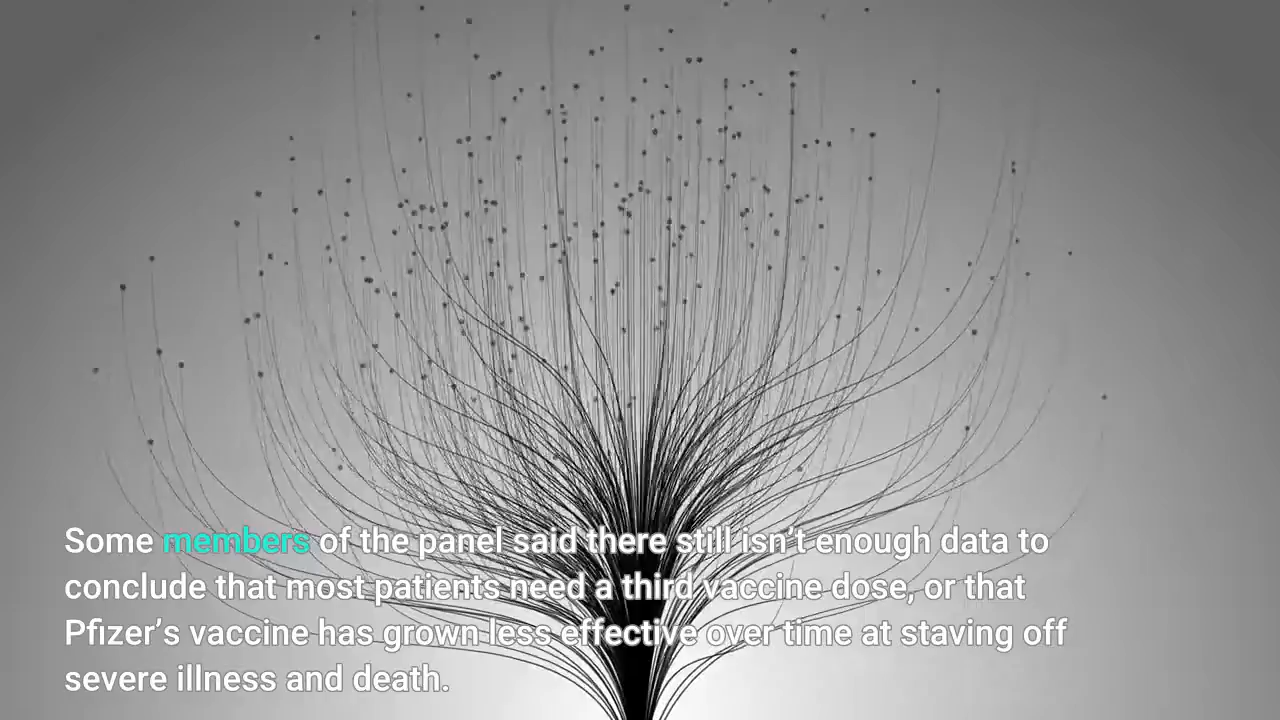 Some members of the panel said there still isn’t enough data to
conclude that most patients need a third vaccine dose, or that
Pfizer’s vaccine has grown less effective over time at staving off
severe illness and death.